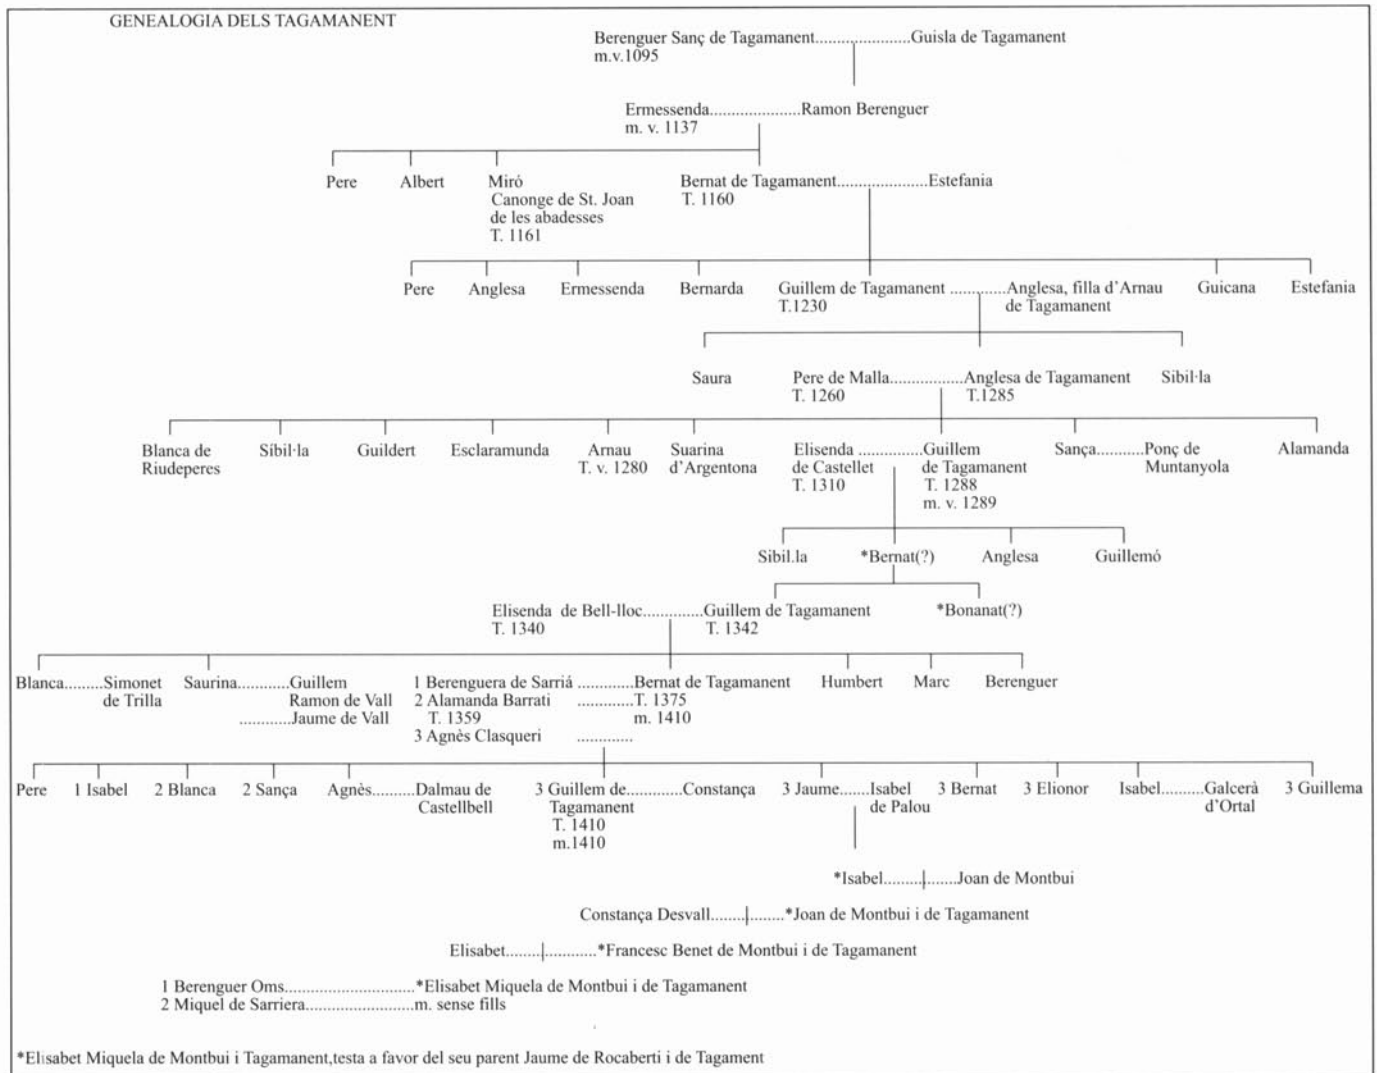 GENEALOGIA DELS TAGAMANENT
Berenguer Sanç de Tagamanent.....................Guisla de Tagamanent
m.v.1095
Ermessenda.....................Ramon Berenguer
m. v. 1137
Pere Albert Miró Bernat de Tagamanent.....................Estefania
Canonge de St. Joan T. 1160
de les abadesses
T. 1161
Pere Anglesa Ermessenda Bernarda Guillem de Tagamanent .............Anglesa, filla d'Arnau Guicana Estefania
T.1230 de Tagamanent
Saura Pere de Malla.................Anglesa de Tagamanent Sibil·la
T. 1260 T.1285
Blanca de Sibil·la Guildert Esclaramunda Arnau Suarina Elisenda ..............Guillem Sança...........Ponç de Alamanda
Riudeperes T. v. 1280 d'Argentona de Castellet de Tagamanent Muntanyola
T. 1310 T. 1288
m. v. 1289
Sibil.la *Bernat(?) Anglesa Guillemó
Elisenda de Bell-lloc..............Guillem de Tagamanent *Bonanat(?)
T. 1340 T. 1342
Blanca.........Simonet Saurina............Guillem 1 Berenguera de Sarriá .............Bernat de Tagamanent Humbert Marc Berenguer
de Trilla Ramon de Vall 2 Alamanda Barrati .............T. 1375
............Jaume de Vall T. 1359 m. 1410
3 Agnès Clasqueri .............
Pere 1 Isabel 2 Blanca 2 Sança Agnès..........Dalmau de 3 Guillem de.............Constança 3 Jaume.......Isabel 3 Bernat 3 Elionor Isabel..........Galcerà 3 Guillema
Castellbell Tagamanent de Palou d'Ortal
T. 1410
m.1410
*Isabel.................Joan de Montbui
Constança Desvall.................*Joan de Montbui i de Tagamanent
Elisabet.....................*Francesc Benet de Montbui i de Tagamanent
1 Berenguer Oms..............................*Elisabet Miquela de Montbui i de Tagamanent
2 Miquel de Sarriera.........................m. sense fills
*Elisabet Miquela de Montbui i Tagamanent,testa a favor del seu parent Jaume de Rocaberti i de Tagament